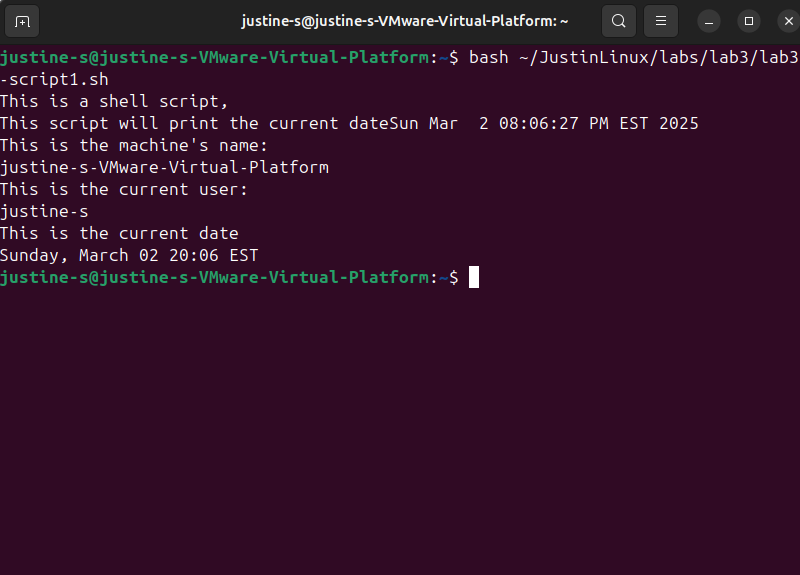 justine-s@justine-s-VMware-Virtual-Platform: ~
justine-s@justine-s-VMware-Virtual-Platform:~$ bash ~/JustinLinux/labs/lab3/lab3
-script1.sh
This is a shell script,
This script will print the current dateSun Mar  2 08:06:27 PM EST 2025
This is the machine's name:
justine-s-VMware-Virtual-Platform
This is the current user:
justine-s
This is the current date
Sunday, March 02 20:06 EST
justine-s@justine-s-VMware-Virtual-Platform:~$